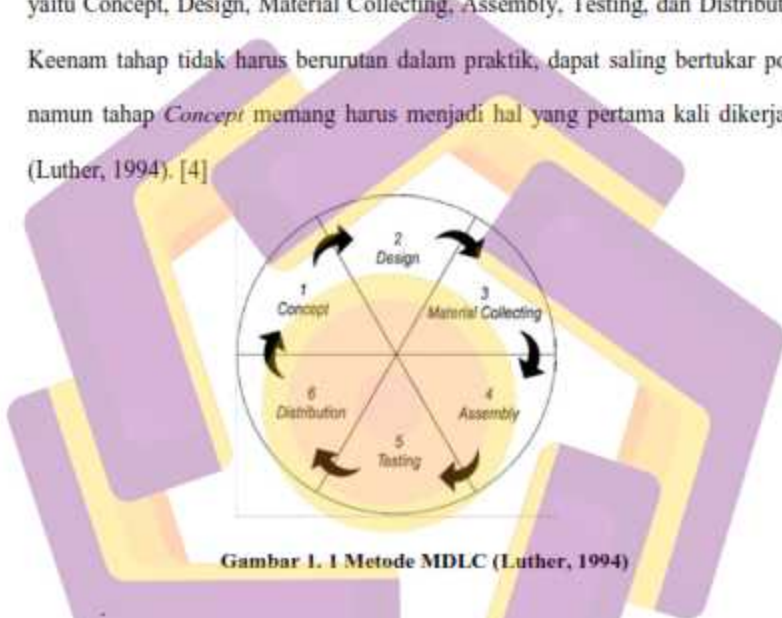 yaitu Concept, Design, Material Collecting, Assembly, Testing, dan
Keenam tahap tidak harus berurutan dalam praktik, dapat saling bertukar
namun tahap Concept memang harus menjadi hal yang pertama kali
(Luther, 1994). [4]
2
Design
1
Concept
3
Material Collecting
6
Distribution
4
Assembly
5
Testing
Gambar 1. 1 Metode MDLC (Luther, 1994)